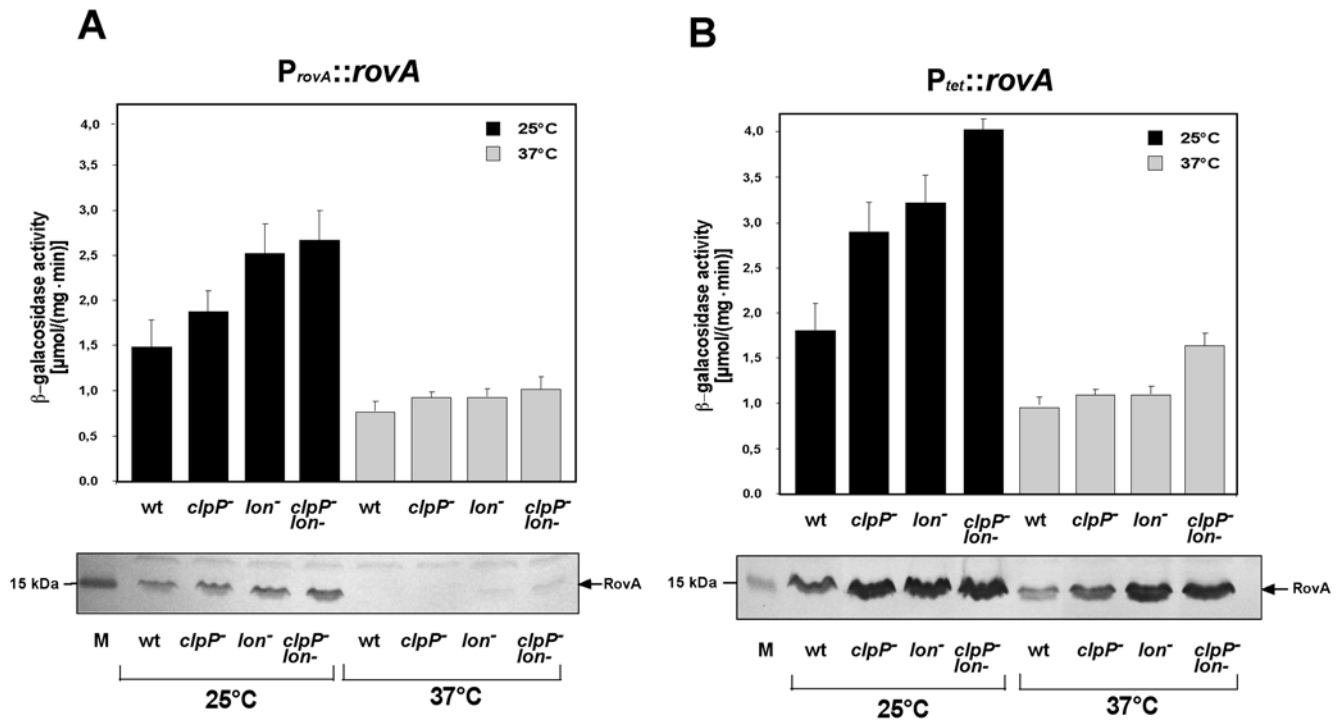 A
P_rovA::rovA
4,0
3,5
3,0
2,5
2,0
1,5
1,0
0,5
0.0
β–galacosidase activity
[µmol/(mg·min)]
25°C
37°C
wt clpP⁻ lon⁻ clpP⁻ lon- wt clpP⁻ lon⁻ clpP⁻ lon-
15 kDa
RovA
M wt clpP⁻ lon⁻ clpP⁻ lon- wt clpP⁻ lon⁻ clpP⁻ lon-
25°C 37°C
B
P_tet::rovA
4,0
3,5
3,0
2,5
2,0
1,5
1,0
0,5
0.0
β–galacosidase activity
[µmol/(mg·min)]
25°C
37°C
wt clpP⁻ lon⁻ clpP⁻ lon- wt clpP⁻ lon⁻ clpP⁻ lon-
15 kDa
RovA
M wt clpP⁻ lon⁻ clpP⁻ lon- wt clpP⁻ lon⁻ clpP⁻ lon-
25°C 37°C